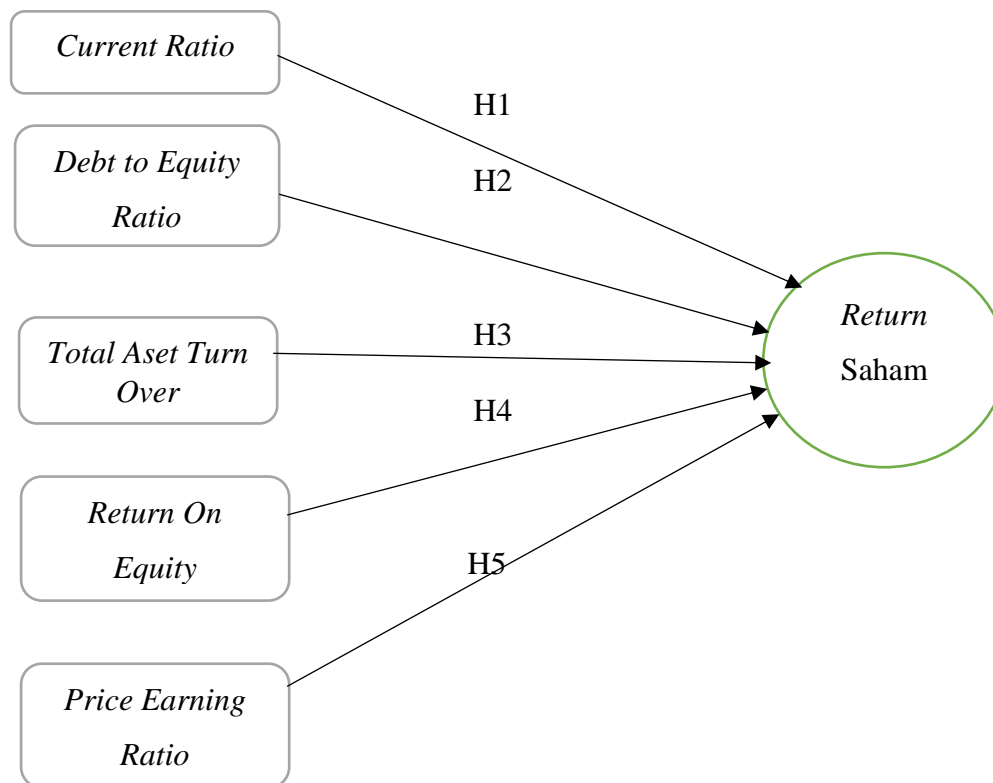 Current Ratio
H1
Debt to Equity
Ratio
H2
Total Aset Turn
Over
H3
Return
Saham
H4
Return On
Equity
H5
Price Earning
Ratio